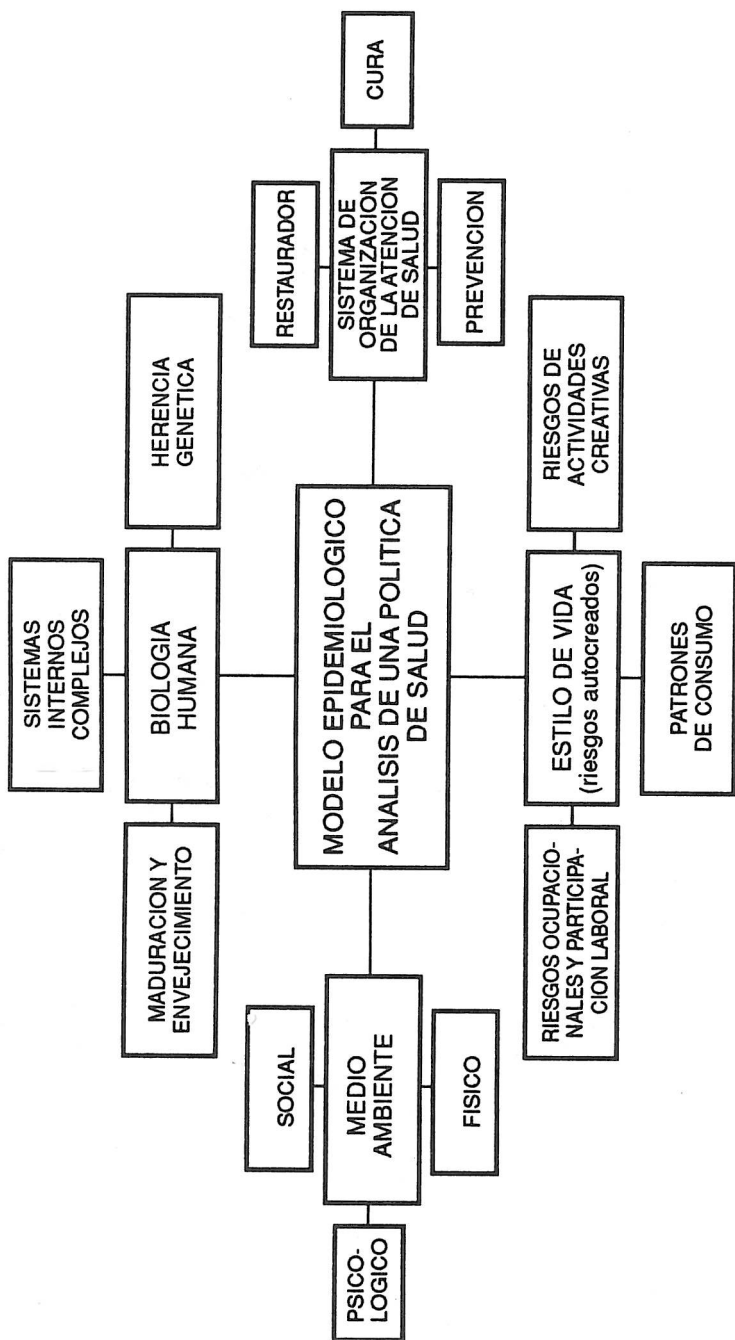 SISTEMAS
INTERNOS
COMPLEJOS
MADURACION Y
ENVEJECIMIENTO
BIOLOGIA
HUMANA
HERENCIA
GENETICA
SOCIAL
PSICO-
LOGICO
MEDIO
AMBIENTE
FISICO
MODELO EPIDEMIOLOGICO
PARA EL
ANALISIS DE UNA POLITICA
DE SALUD
RESTAURADOR
SISTEMA DE
ORGANIZACION
DE LA ATENCION
DE SALUD
CURA
PREVENCION
RIESGOS OCUPACIO-
NALES Y PARTICIPA-
CION LABORAL
ESTILO DE VIDA
(riesgos autocreados)
RIESGOS DE
ACTIVIDADES
CREATIVAS
PATRONES
DE CONSUMO